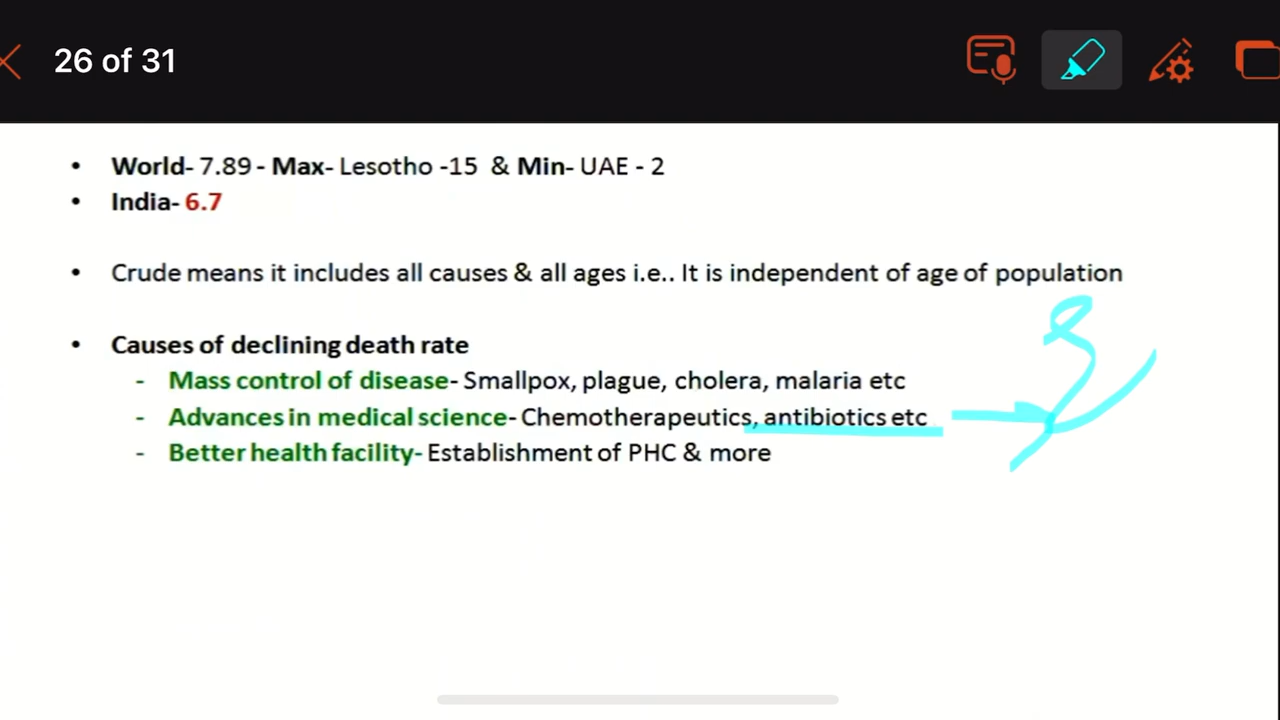 26 of 31
• World- 7.89 - Max- Lesotho -15 & Min- UAE - 2
• India- 6.7
• Crude means it includes all causes & all ages i.e.. It is independent of age of population
• Causes of declining death rate
- Mass control of disease- Smallpox, plague, cholera, malaria etc
- Advances in medical science- Chemotherapeutics, antibiotics etc
- Better health facility- Establishment of PHC & more